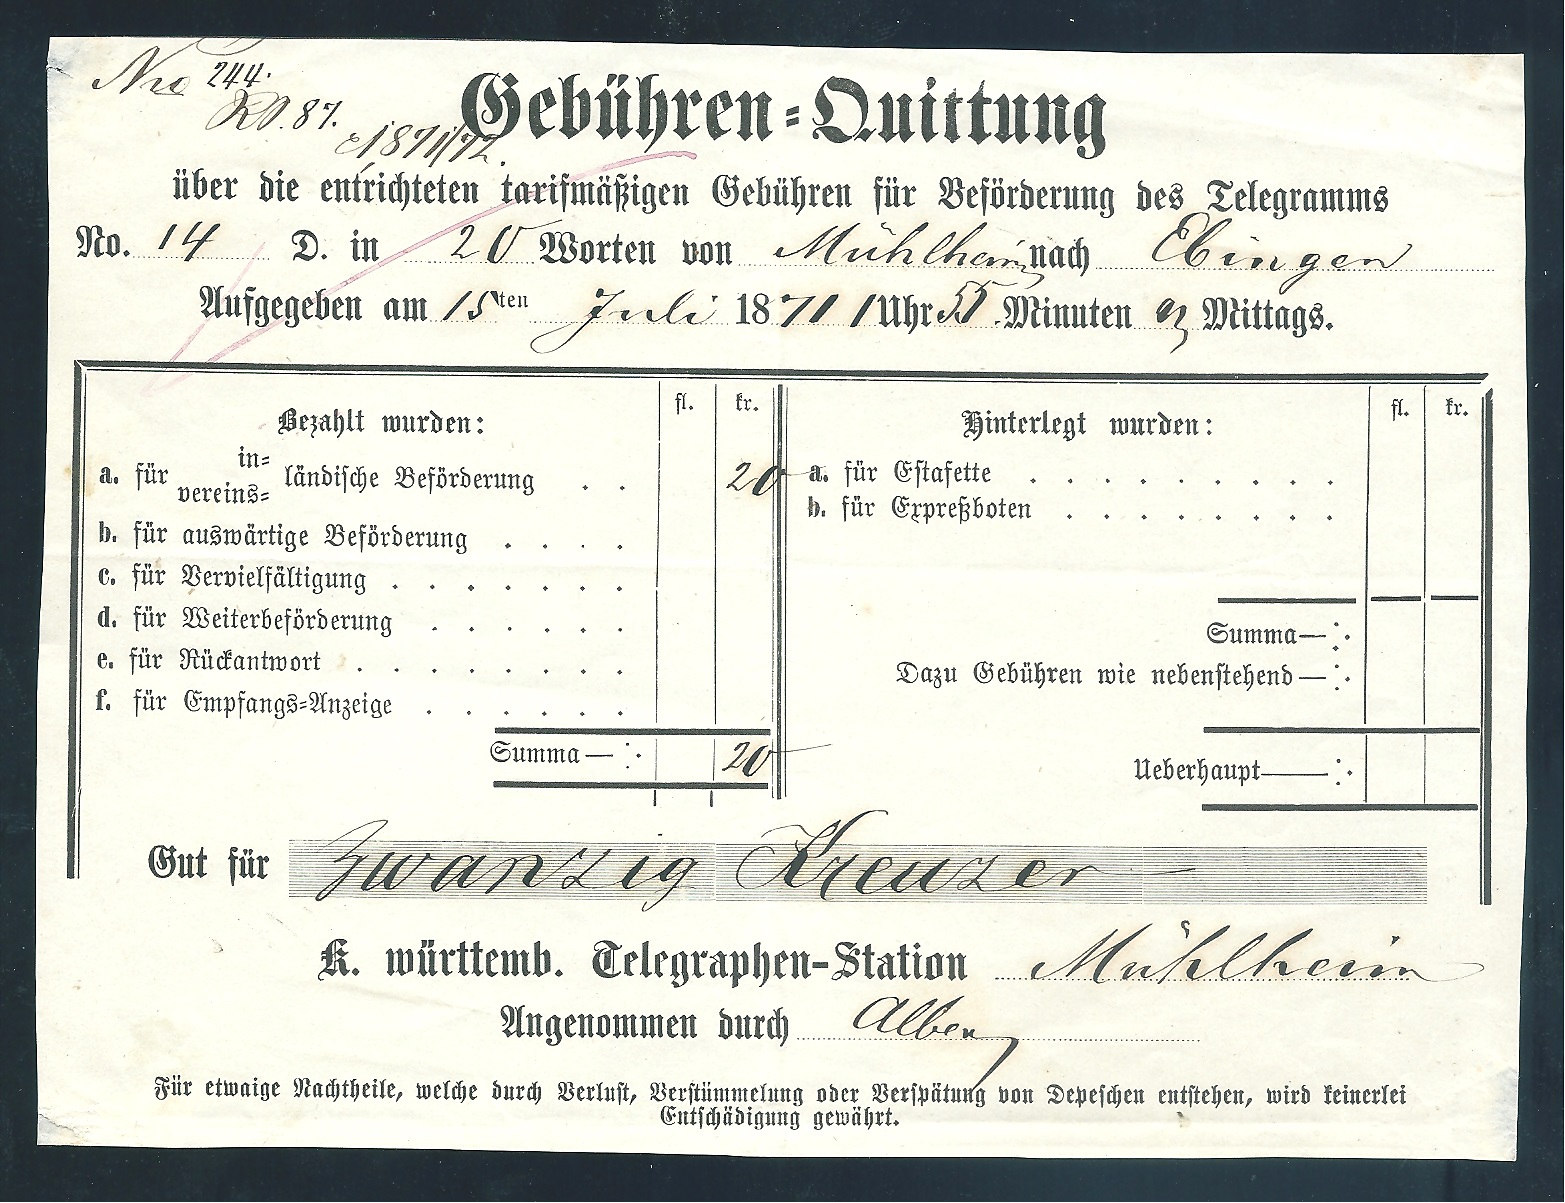 Nro 244.
RD. 87.
1871/72.
Gebühren=Quittung
über die entrichteten tarifmäßigen Gebühren für Beförderung des Telegramms
No. 14 D. in 20 Worten von Mühlheim nach Ebingen
Aufgegeben am 15ten Juli 1871 1 Uhr 55 Minuten N Mittags.
Bezahlt wurden: fl. kr.
a. für in= vereins= ländische Beförderung . . 20
b. für auswärtige Beförderung . . . .
c. für Vervielfältigung . . . . . . .
d. für Weiterbeförderung . . . . . .
e. für Rückantwort . . . . . . . .
f. für Empfangs=Anzeige . . . . . .
Summa — : · 20
Hinterlegt wurden: fl. kr.
a. für Estafette . . . . . . . . .
b. für Expreßboten . . . . . . . .
Summa — : ·
Dazu Gebühren wie nebenstehend — : ·
Ueberhaupt — : ·
Gut für Zwanzig Kreuzer —
K. württemb. Telegraphen-Station Mühlheim
Angenommen durch
Für etwaige Nachtheile, welche durch Verlust, Verstümmelung oder Verspätung von Depeschen entstehen, wird keinerlei
Entschädigung gewährt.